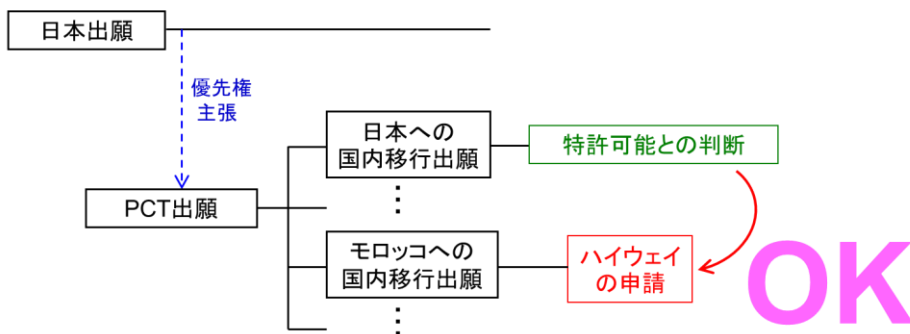 日本出願
優先権
主張
日本への
国内移行出願
特許可能との判断
PCT出願
モロッコへの
国内移行出願
ハイウェイ
の申請
OK